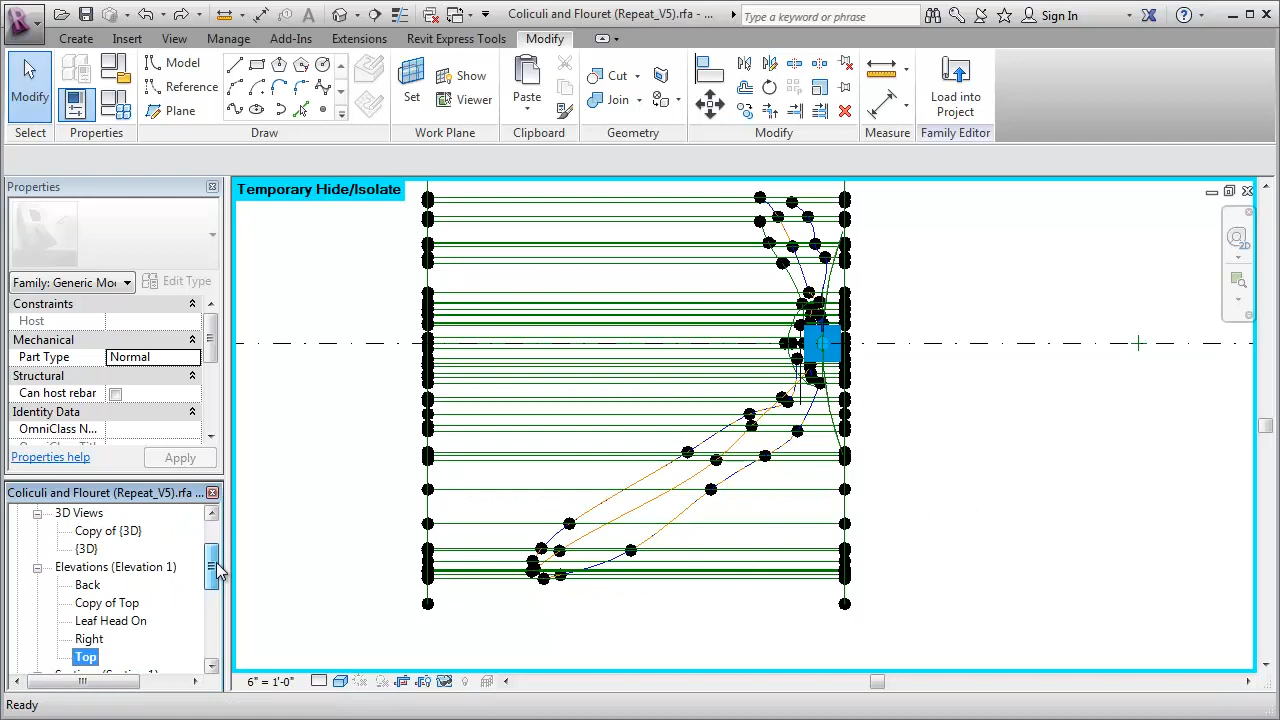 Coliculi and Flouret (Repeat_V5).rfa - ...
Type a keyword or phrase
Sign In
Create
Insert
View
Manage
Add-Ins
Extensions
Revit Express Tools
Modify
Modify
Model
Reference
Plane
Set
Show
Viewer
Paste
Cut
Join
Load into
Project
Select
Properties
Draw
Work Plane
Clipboard
Geometry
Modify
Measure
Family Editor
Properties
Temporary Hide/Isolate
2D
Family: Generic Mo
Edit Type
Constraints
Host
Mechanical
Part Type
Normal
Structural
Can host rebar
Identity Data
OmniClass N...
Properties help
Apply
Coliculi and Flouret (Repeat_V5).rfa ...
3D Views
Copy of {3D}
{3D}
Elevations (Elevation 1)
Back
Copy of Top
Leaf Head On
Right
Top
6" = 1'-0"
Ready